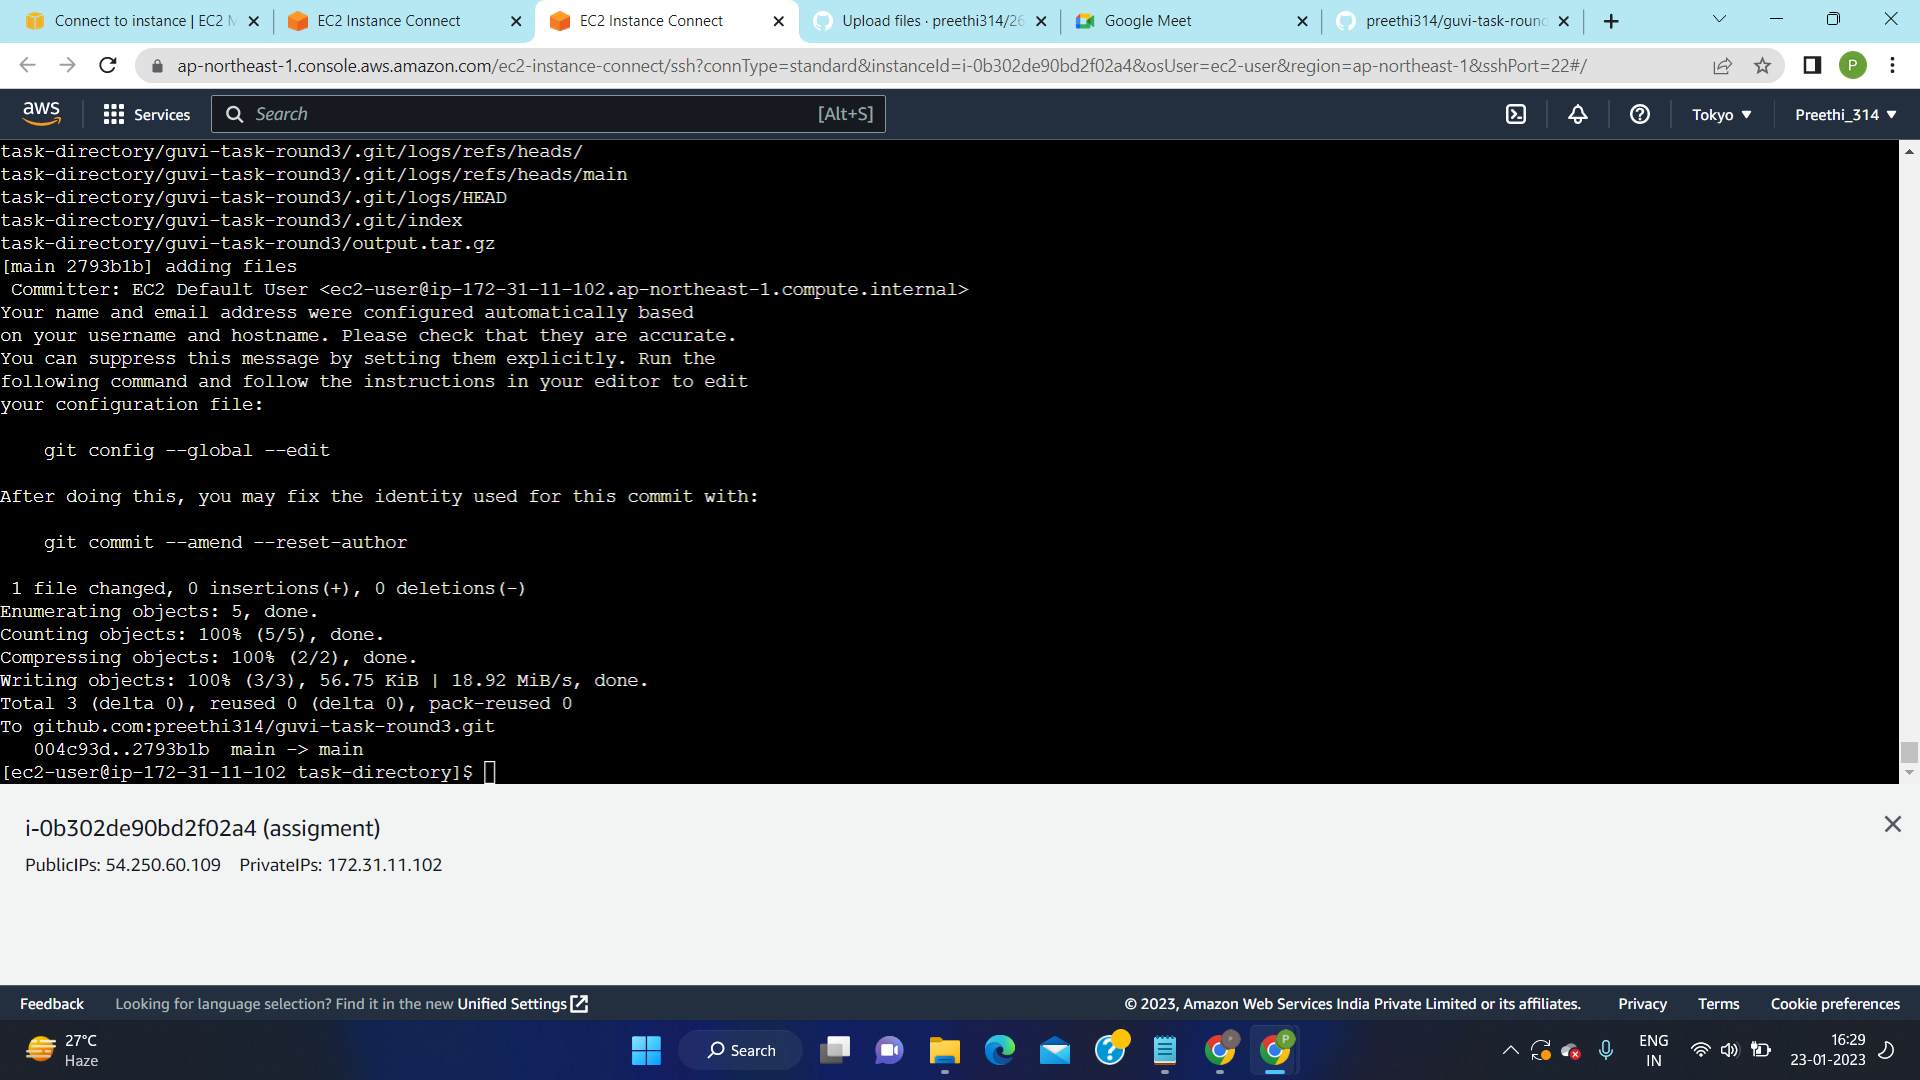 Connect to instance | EC2 M
EC2 Instance Connect
EC2 Instance Connect
Upload files · preethi314/26
Google Meet
preethi314/guvi-task-round
ap-northeast-1.console.aws.amazon.com/ec2-instance-connect/ssh?connType=standard&instanceId=i-0b302de90bd2f02a4&osUser=ec2-user&region=ap-northeast-1&sshPort=22#/
P
aws
Services
Search
[Alt+S]
Tokyo
Preethi_314
task-directory/guvi-task-round3/.git/logs/refs/heads/
task-directory/guvi-task-round3/.git/logs/refs/heads/main
task-directory/guvi-task-round3/.git/logs/HEAD
task-directory/guvi-task-round3/.git/index
task-directory/guvi-task-round3/output.tar.gz
[main 2793b1b] adding files
Committer: EC2 Default User <ec2-user@ip-172-31-11-102.ap-northeast-1.compute.internal>
Your name and email address were configured automatically based
on your username and hostname. Please check that they are accurate.
You can suppress this message by setting them explicitly. Run the
following command and follow the instructions in your editor to edit
your configuration file:
git config --global --edit
After doing this, you may fix the identity used for this commit with:
git commit --amend --reset-author
1 file changed, 0 insertions(+), 0 deletions(-)
Enumerating objects: 5, done.
Counting objects: 100% (5/5), done.
Compressing objects: 100% (2/2), done.
Writing objects: 100% (3/3), 56.75 KiB | 18.92 MiB/s, done.
Total 3 (delta 0), reused 0 (delta 0), pack-reused 0
To github.com:preethi314/guvi-task-round3.git
004c93d..2793b1b  main -> main
[ec2-user@ip-172-31-11-102 task-directory]$
i-0b302de90bd2f02a4 (assigment)
PublicIPs: 54.250.60.109 PrivateIPs: 172.31.11.102
Feedback
Looking for language selection? Find it in the new Unified Settings
© 2023, Amazon Web Services India Private Limited or its affiliates.
Privacy
Terms
Cookie preferences
27°C
Haze
Search
P
P
ENG
IN
16:29
23-01-2023